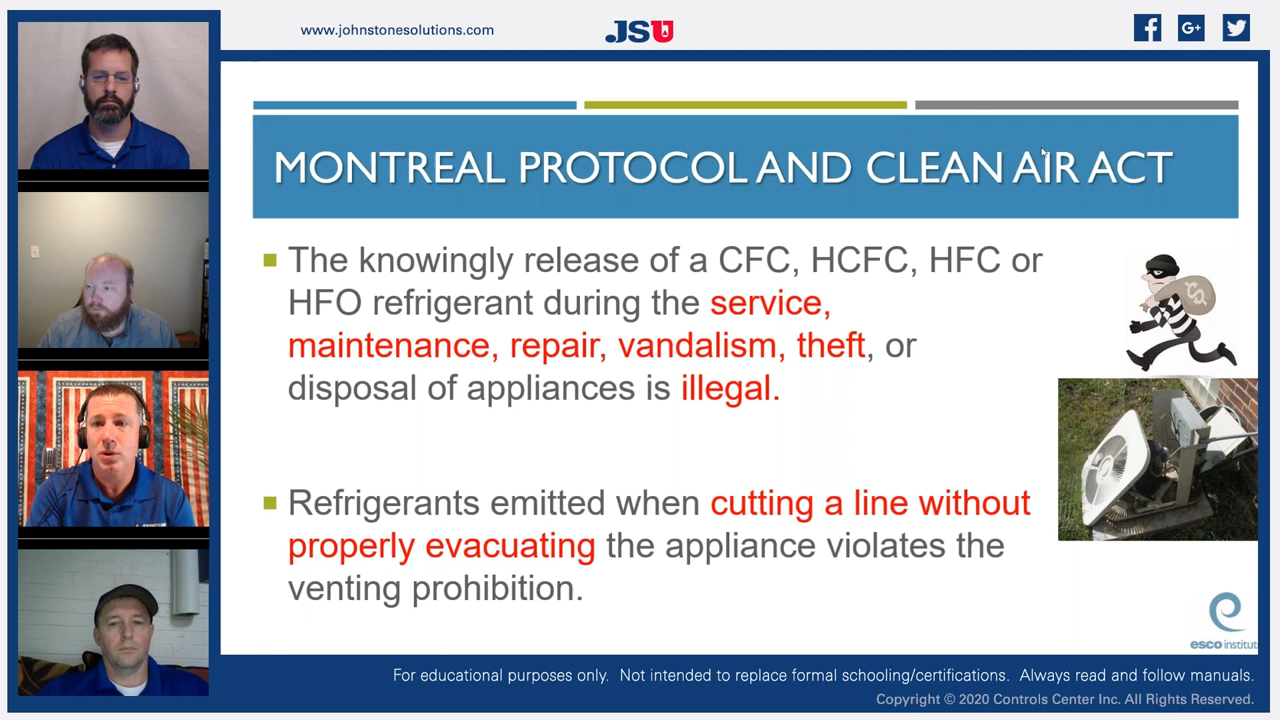 www.johnstonesolutions.com
JSU
MONTREAL PROTOCOL AND CLEAN AIR ACT
The knowingly release of a CFC, HCFC, HFC or
HFO refrigerant during the service,
maintenance, repair, vandalism, theft, or
disposal of appliances is illegal.
Refrigerants emitted when cutting a line without
properly evacuating the appliance violates the
venting prohibition.
esco institut
For educational purposes only. Not intended to replace formal schooling/certifications. Always read and follow manuals.
Copyright © 2020 Controls Center Inc. All Rights Reserved.